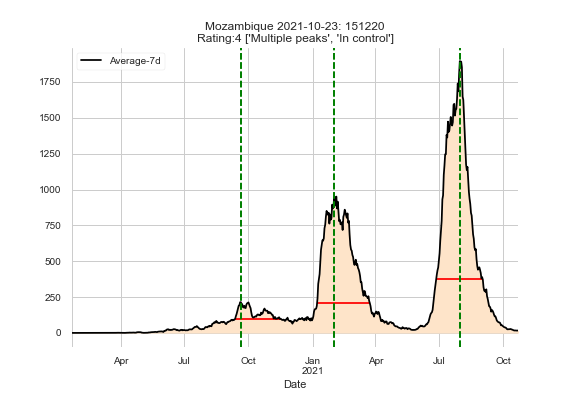 Mozambique 2021-10-23: 151220
Rating:4 ['Multiple peaks', 'In control']
Average-7d
1750
1500
1250
1000
750
500
250
0
Apr
Jul
Oct
Jan
2021
Apr
Jul
Oct
Date